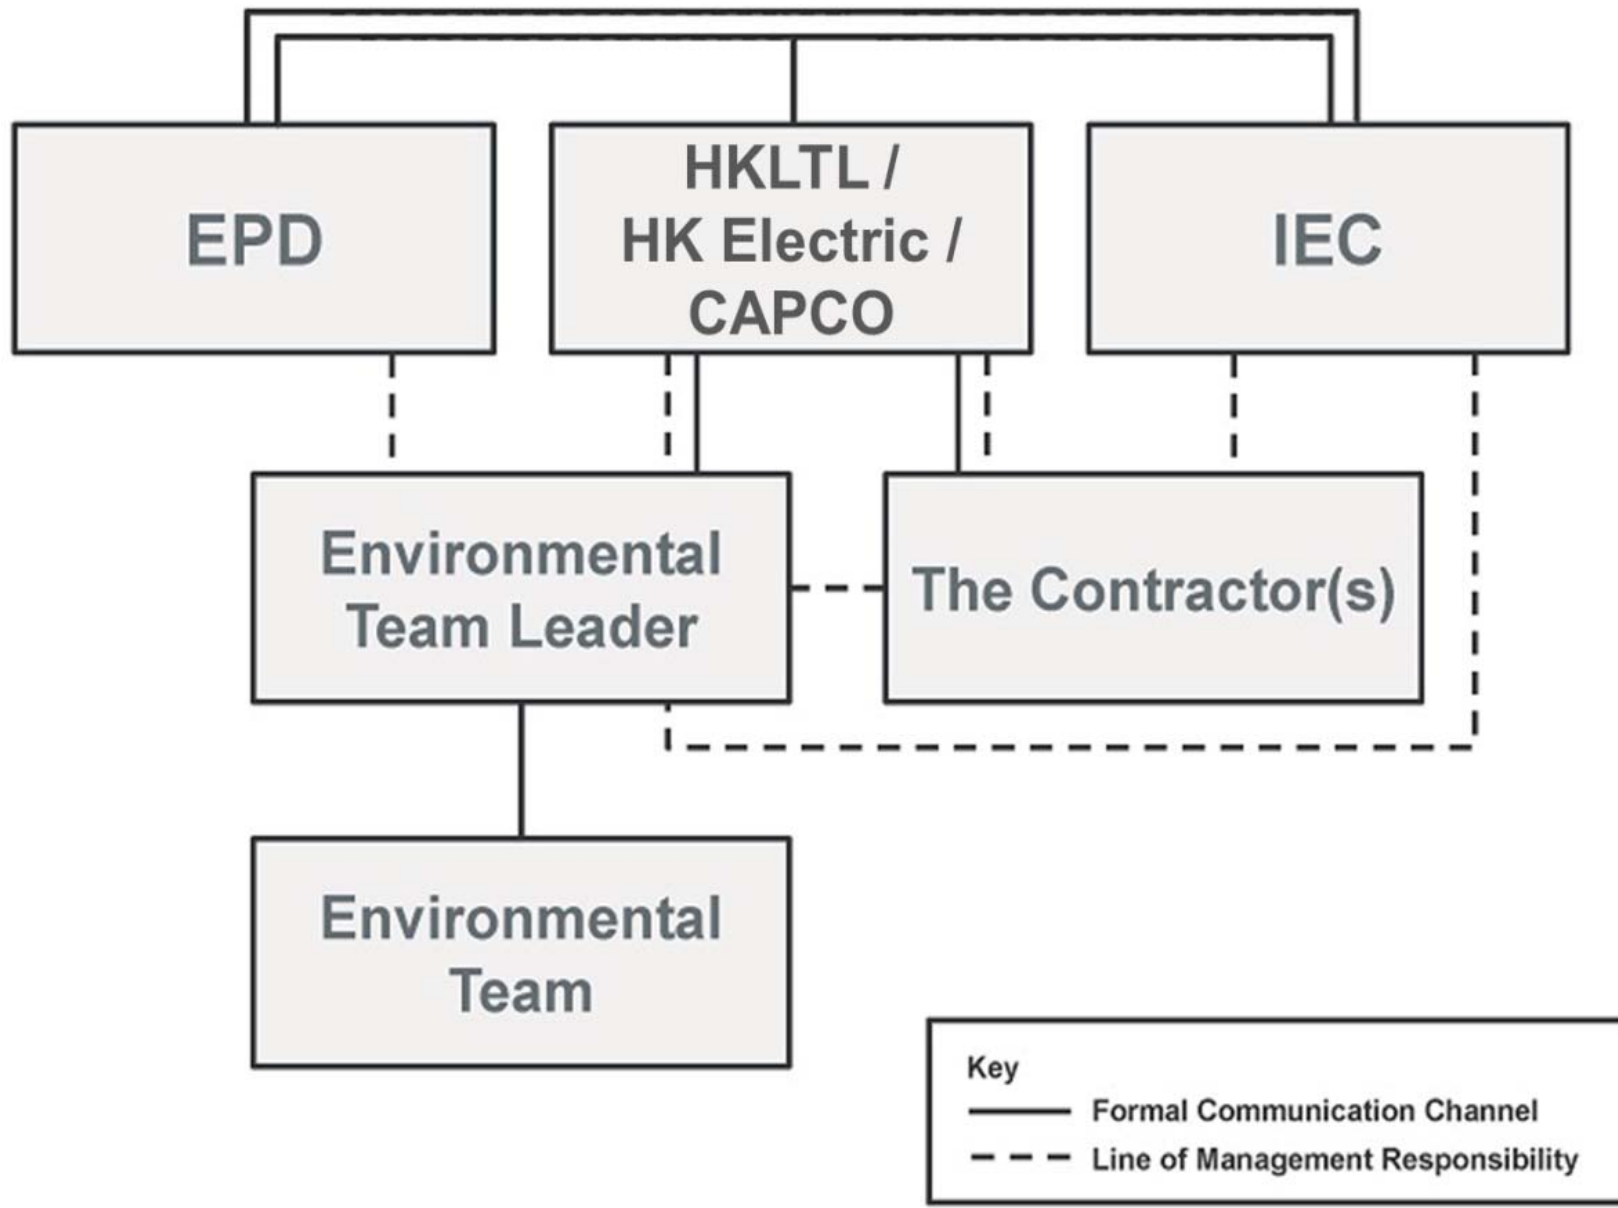 EPD
HKLTL /
HK Electric /
CAPCO
IEC
Environmental
Team Leader
The Contractor(s)
Environmental
Team
Key
Formal Communication Channel
Line of Management Responsibility